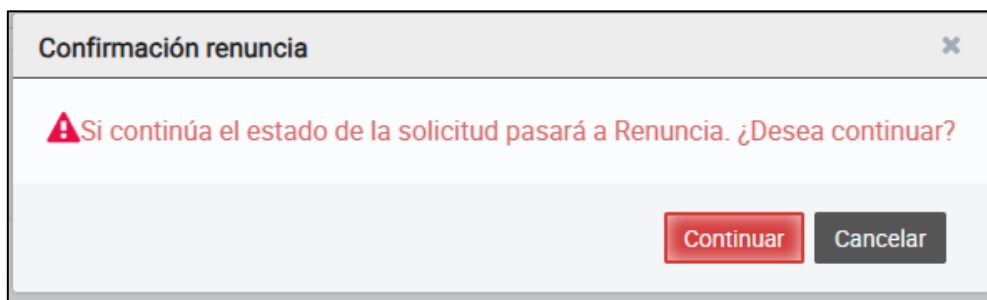 Confirmación renuncia
Si continúa el estado de la solicitud pasará a Renuncia. ¿Desea continuar?
Continuar Cancelar